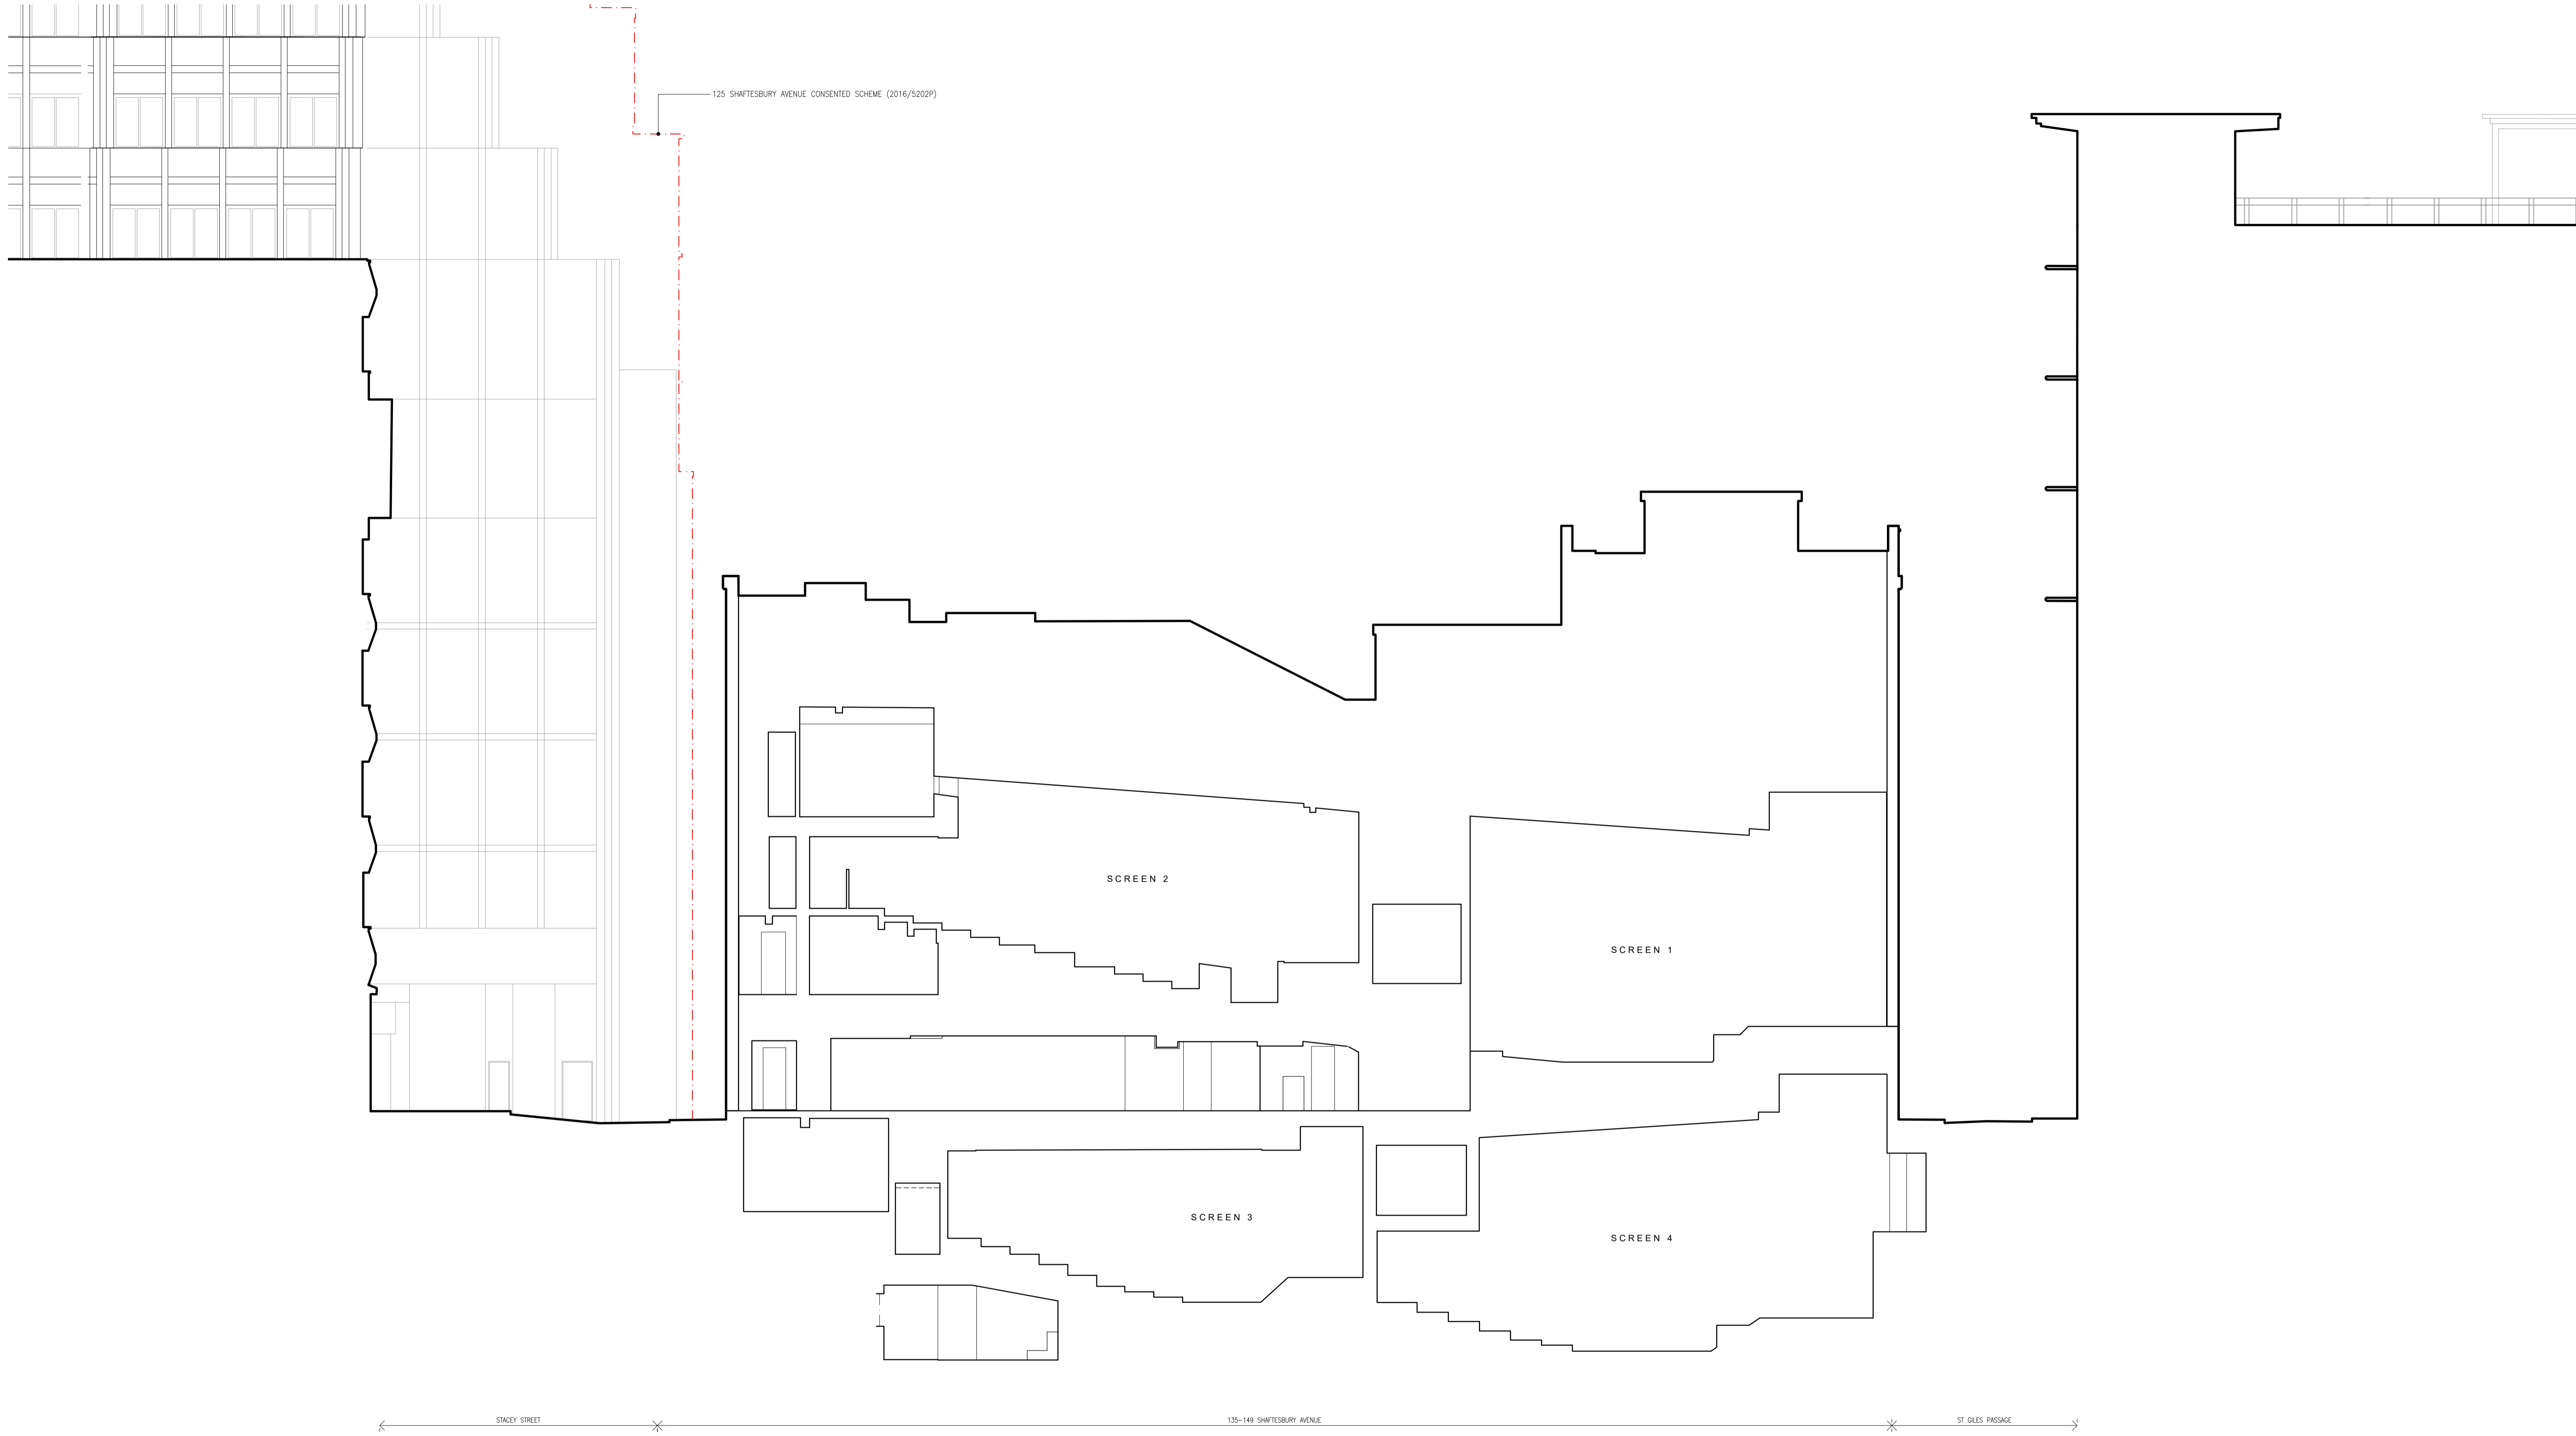 125 SHAFTESBURY AVENUE CONSENTED SCHEME (2016/5202P)
SCREEN 2
SCREEN 1
SCREEN 3
SCREEN 4
STACEY STREET
135-149 SHAFTESBURY AVENUE
ST GILES PASSAGE